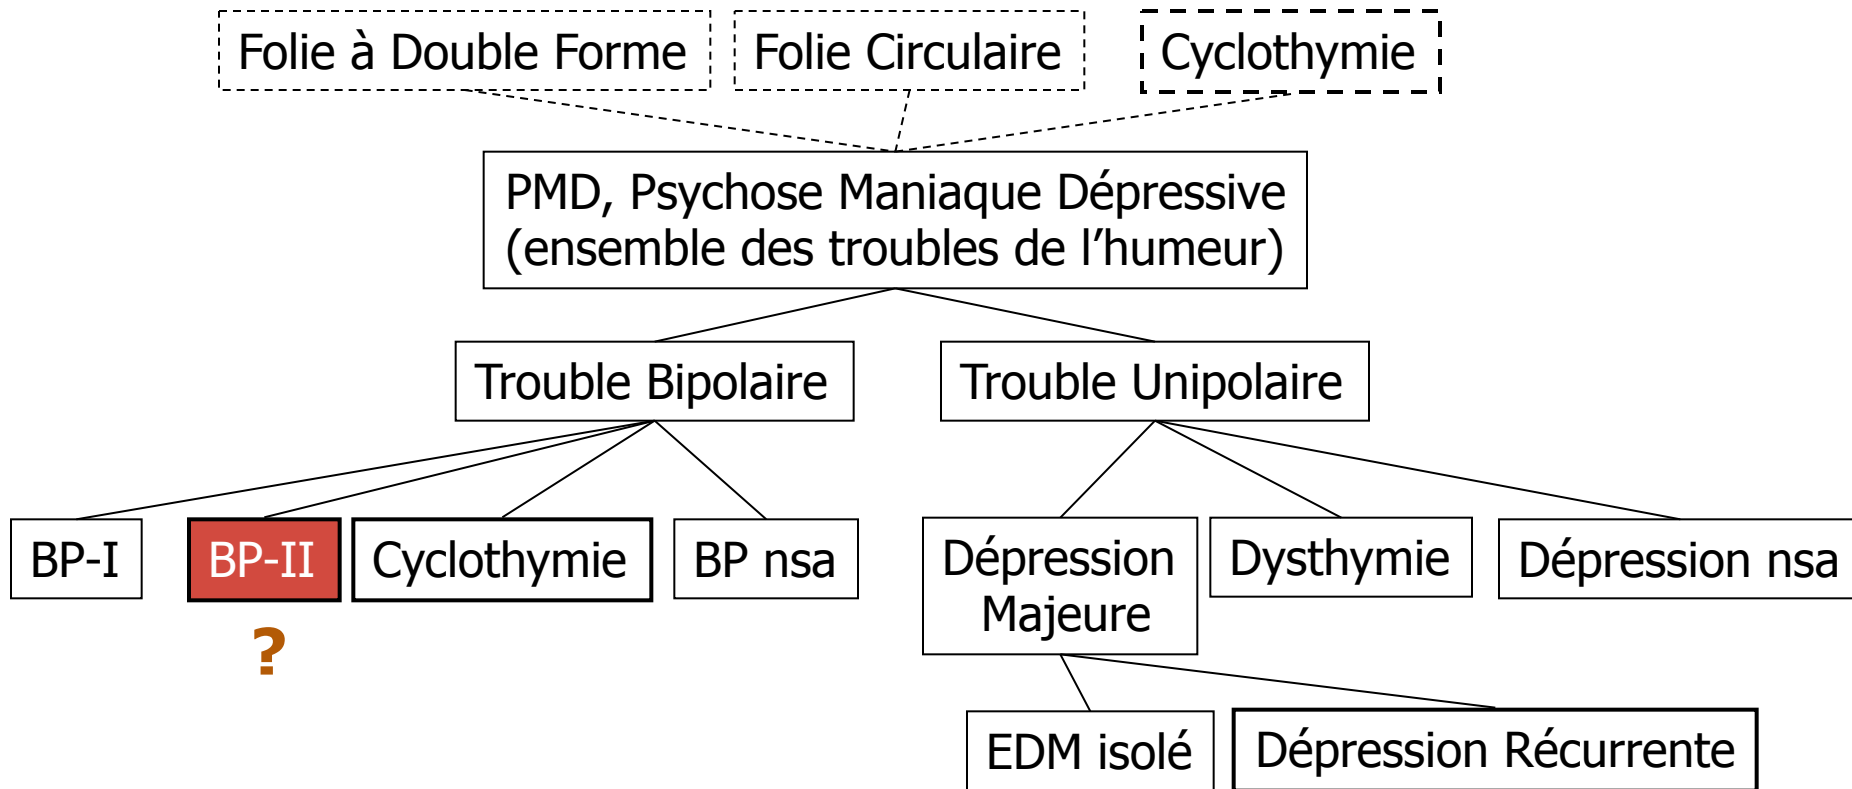 Folie à Double Forme
Folie Circulaire
Cyclothymie
PMD, Psychose Maniaque Dépressive
(ensemble des troubles de l’humeur)
Trouble Bipolaire
Trouble Unipolaire
BP-I
BP-II
Cyclothymie
BP nsa
Dépression
Majeure
Dysthymie
Dépression nsa
?
EDM isolé
Dépression Récurrente